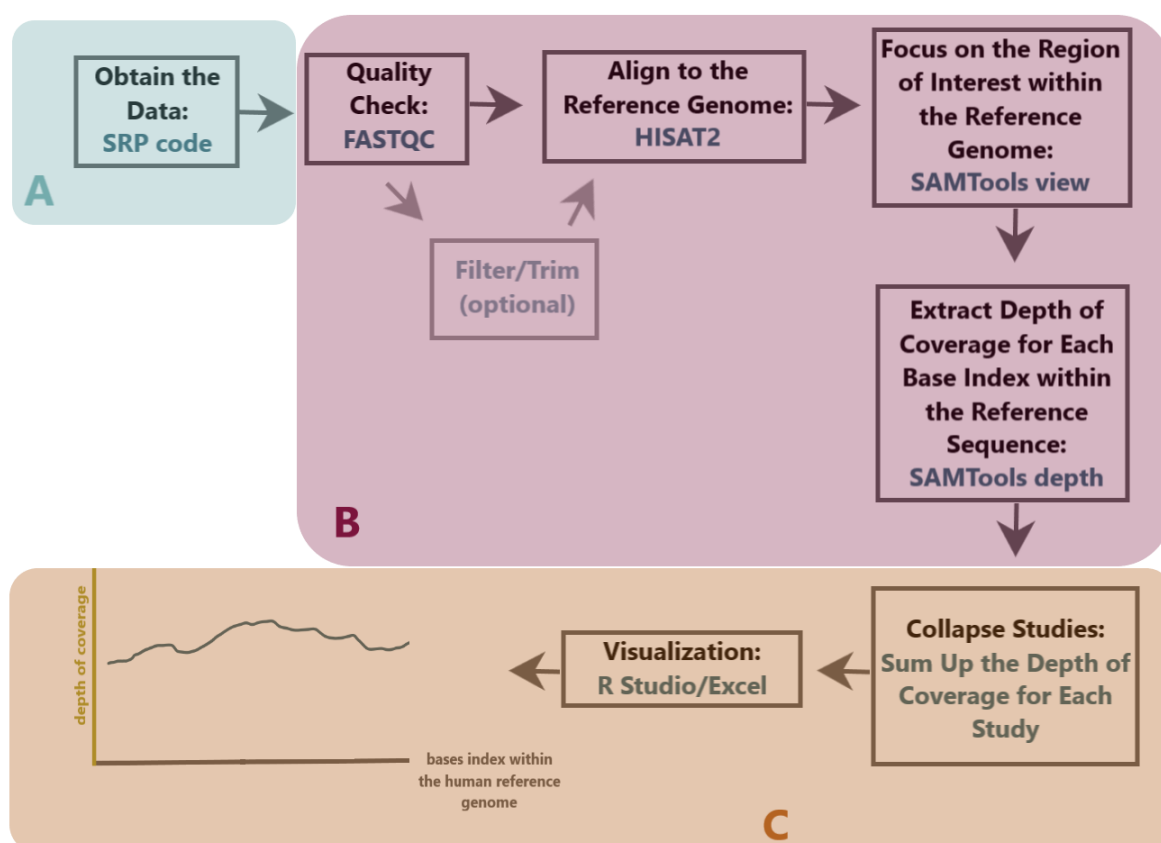 Obtain the
Data:
SRP code
A
Quality
Check:
FASTQC
Align to the
Reference Genome:
HISAT2
Filter/Trim
(optional)
Focus on the Region
of Interest within
the Reference
Genome:
SAMTools view
Extract Depth of
Coverage for Each
Base Index within
the Reference
Sequence:
SAMTools depth
B
Collapse Studies:
Sum Up the Depth of
Coverage for Each
Study
Visualization:
R Studio/Excel
depth of coverage
bases index within
the human reference
genome
C